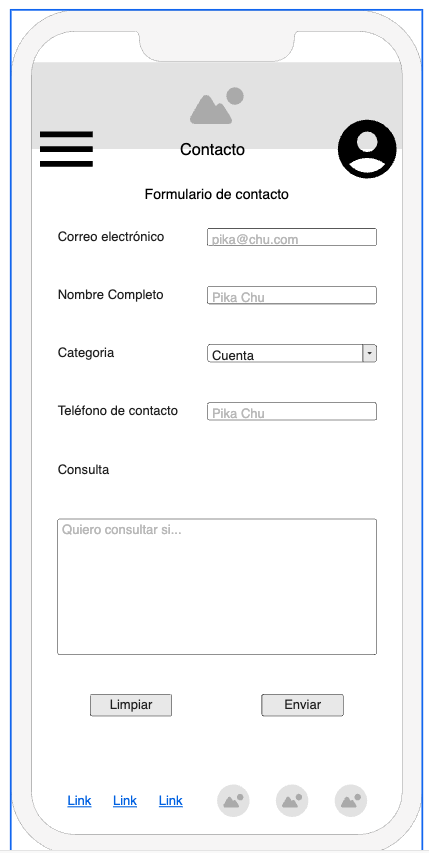 Contacto
Formulario de contacto
Correo electrónico pika@chu.com
Nombre Completo Pika Chu
Categoria Cuenta
Teléfono de contacto Pika Chu
Consulta
Quiero consultar si...
Limpiar Enviar
Link Link Link